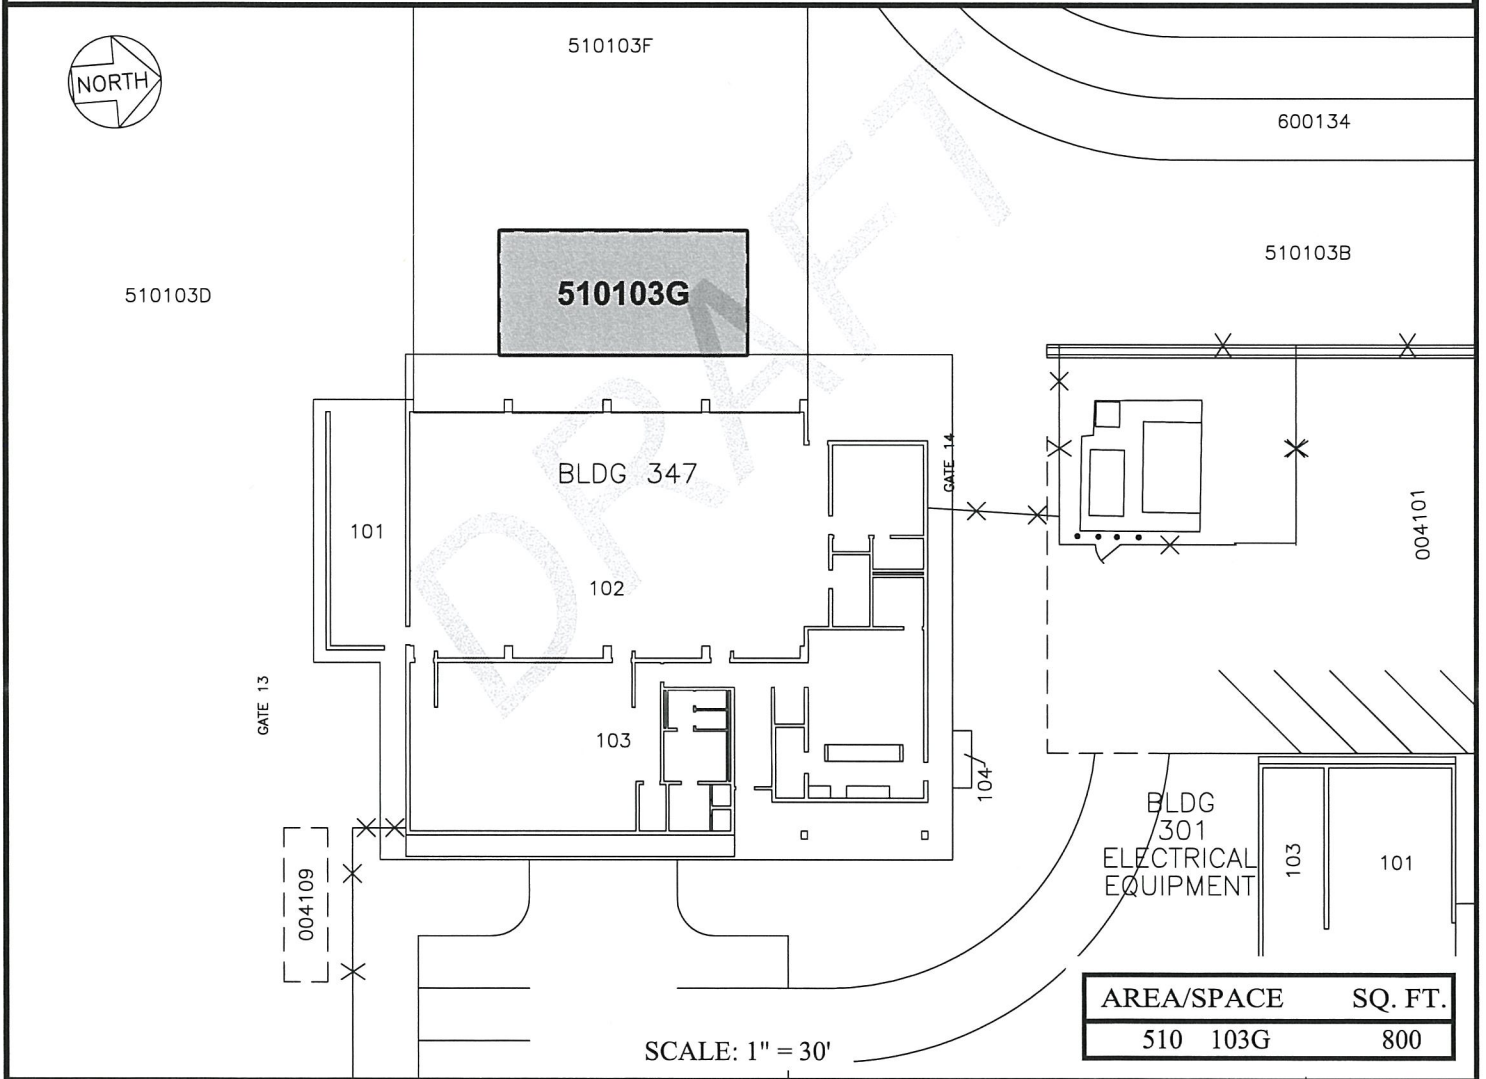 510103F
NORTH
600134
510103B
510103D
510103G
DRAFT
BLDG 347
GATE 14
101
004101
102
GATE 13
103
104
BLDG
301
ELECTRICAL
EQUIPMENT
103
101
004109
AREA/SPACE SQ. FT.
510 103G 800
SCALE: 1" = 30'